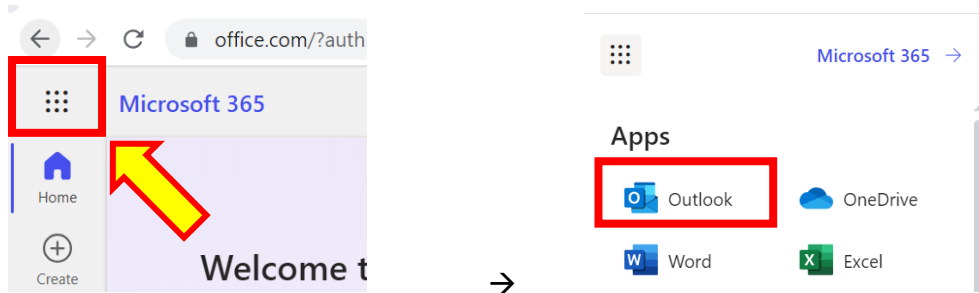 office.com/?auth
Microsoft 365
Home
Create
Welcome t
→
Microsoft 365 →
Apps
Outlook OneDrive
Word Excel